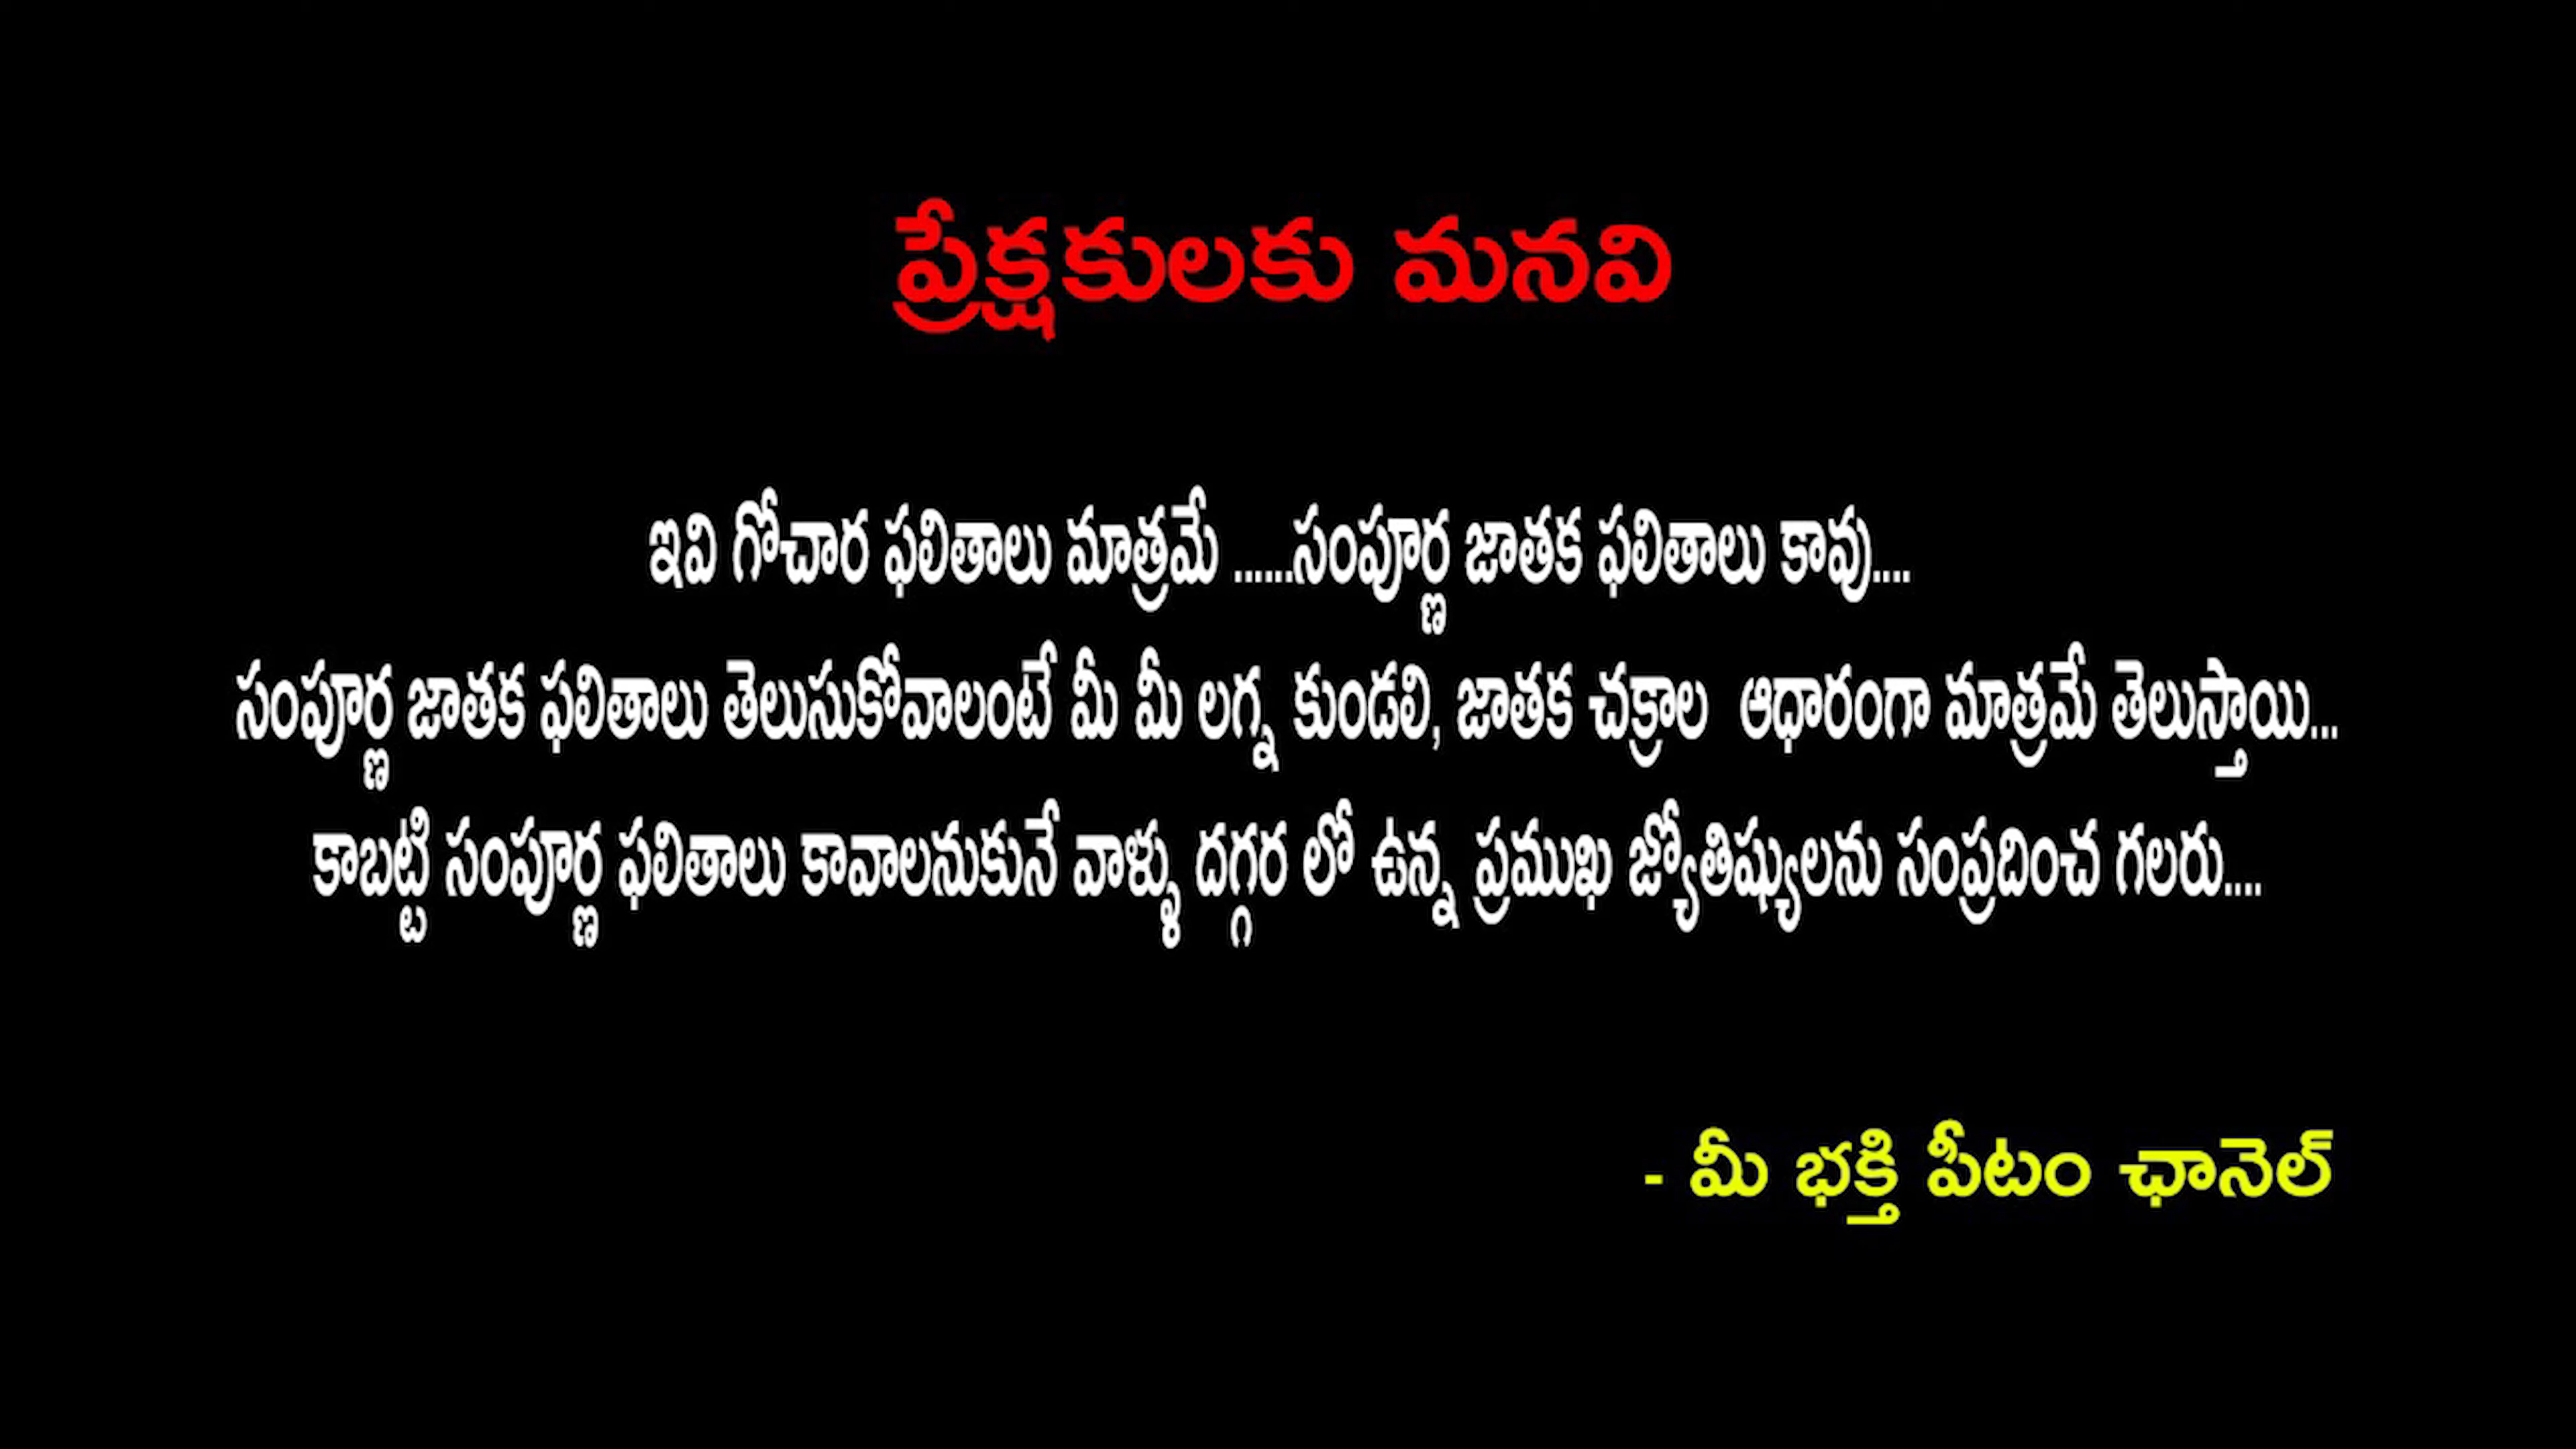 ప్రేక్షకులకు మనవి
ఇవి గోచార ఫలితాలు మాత్రమే ......సంపూర్ణ జాతక ఫలితాలు కావు....
సంపూర్ణ జాతక ఫలితాలు తెలుసుకోవాలంటే మీ మీ లగ్న కుండలి, జాతక చక్రాల ఆధారంగా మాత్రమే తెలుస్తాయి...
కాబట్టి సంపూర్ణ ఫలితాలు కావాలనుకునే వాళ్ళు దగ్గర లో ఉన్న ప్రముఖ జ్యోతిష్యులను సంప్రదించ గలరు....
- మీ భక్తి పీటం ఛానెల్